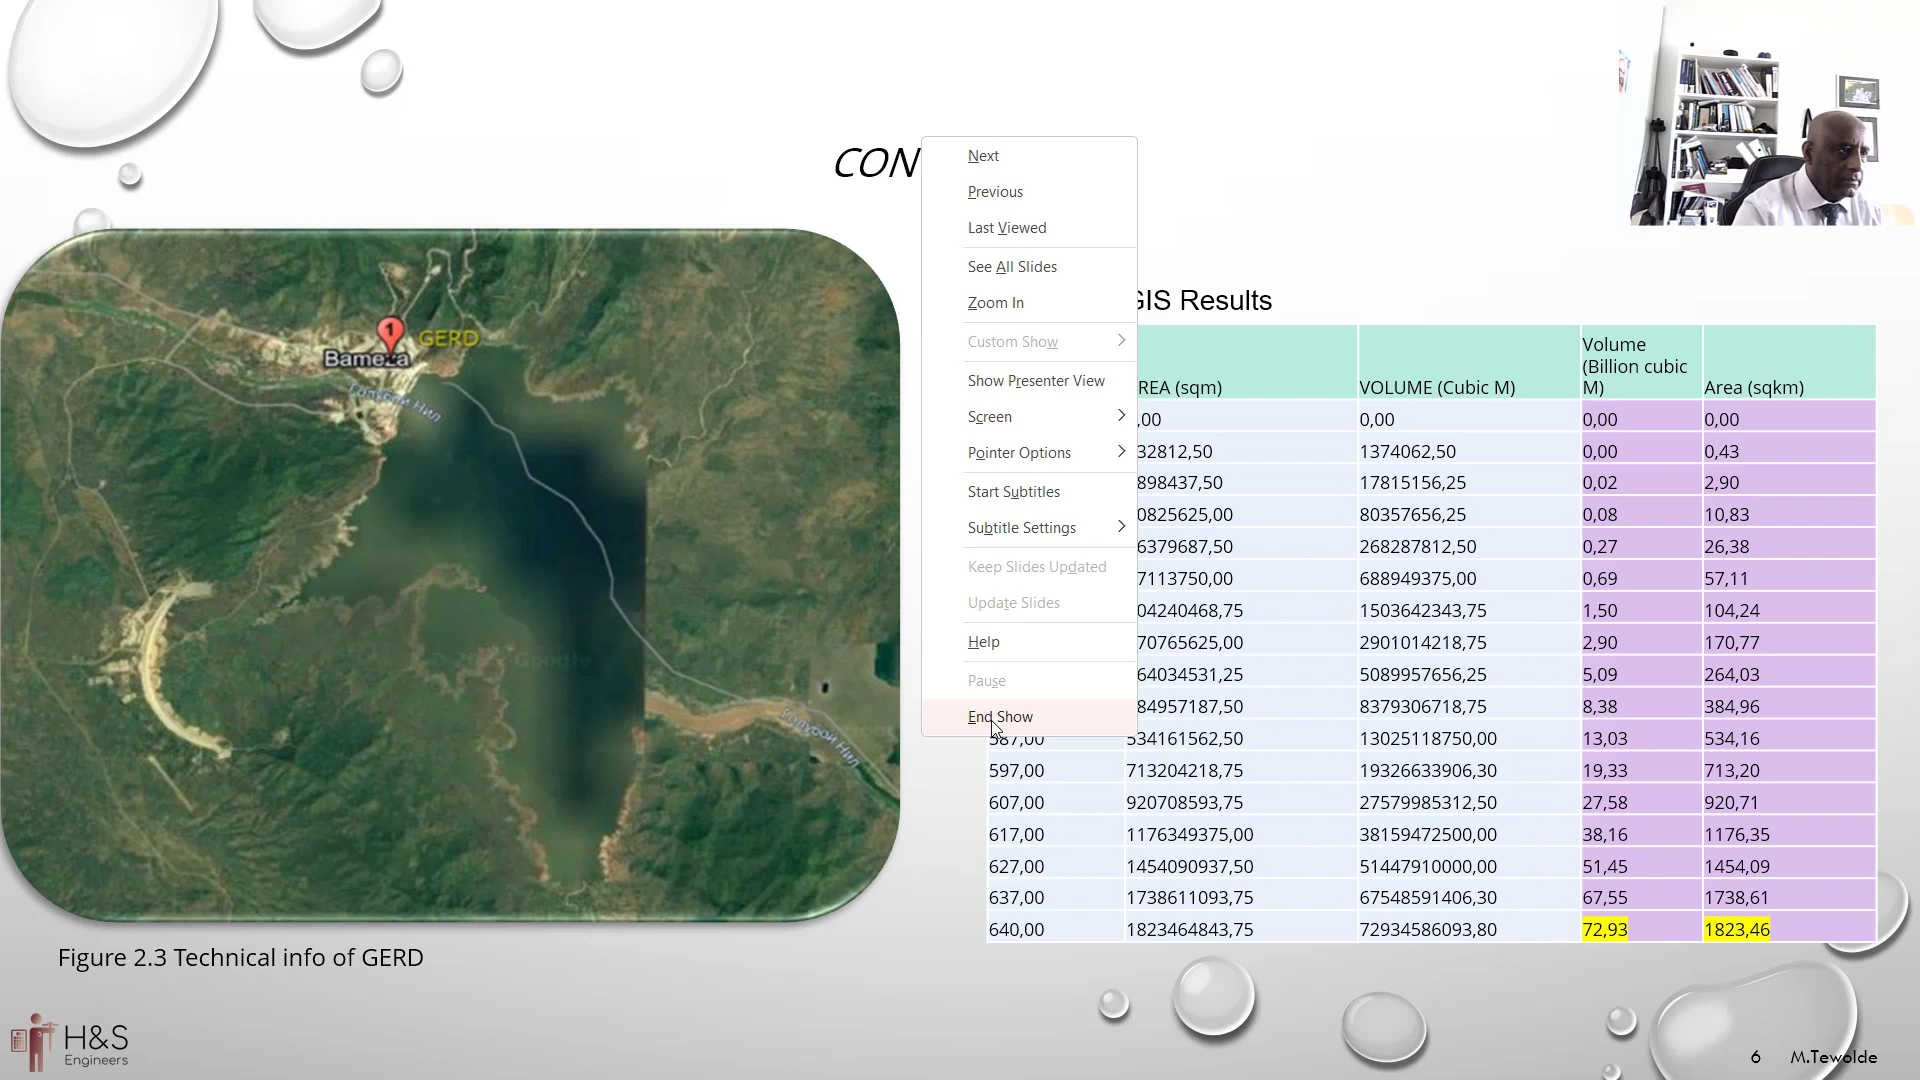 CON
Next
Previous
Last Viewed
See All Slides
Zoom In
Custom Show
Show Presenter View
Screen
Pointer Options
Start Subtitles
Subtitle Settings
Keep Slides Updated
Update Slides
Help
Pause
End Show
GERD
Bameza
Голубой Нил
Голубой Нил
Google
GIS Results
REA (sqm) VOLUME (Cubic M) Volume (Billion cubic M) Area (sqkm)
,00 0,00 0,00 0,00
32812,50 1374062,50 0,00 0,43
898437,50 17815156,25 0,02 2,90
0825625,00 80357656,25 0,08 10,83
6379687,50 268287812,50 0,27 26,38
7113750,00 688949375,00 0,69 57,11
04240468,75 1503642343,75 1,50 104,24
70765625,00 2901014218,75 2,90 170,77
64034531,25 5089957656,25 5,09 264,03
84957187,50 8379306718,75 8,38 384,96
587,00 534161562,50 13025118750,00 13,03 534,16
597,00 713204218,75 19326633906,30 19,33 713,20
607,00 920708593,75 27579985312,50 27,58 920,71
617,00 1176349375,00 38159472500,00 38,16 1176,35
627,00 1454090937,50 51447910000,00 51,45 1454,09
637,00 1738611093,75 67548591406,30 67,55 1738,61
640,00 1823464843,75 72934586093,80 72,93 1823,46
Figure 2.3 Technical info of GERD
H&S
Engineers
6 M.Tewolde